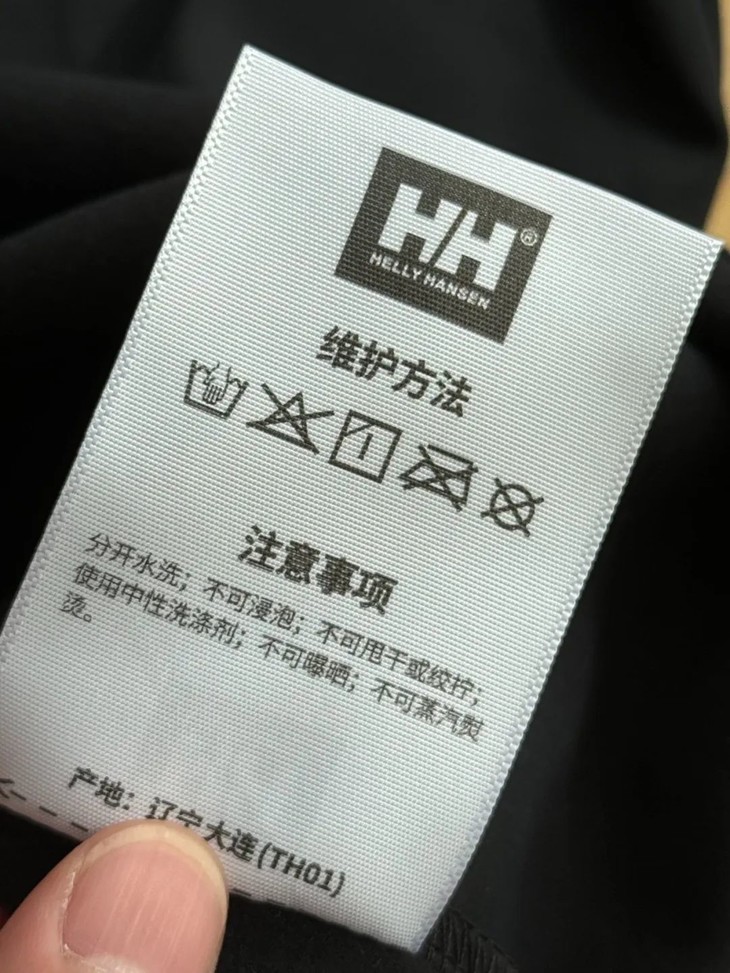 HH®
HELLY HANSEN
维护方法
注意事项
分开水洗；不可浸泡；不可甩干或绞拧；
使用中性洗涤剂；不可曝晒；不可蒸汽熨
烫。
产地：辽宁大连(TH01)